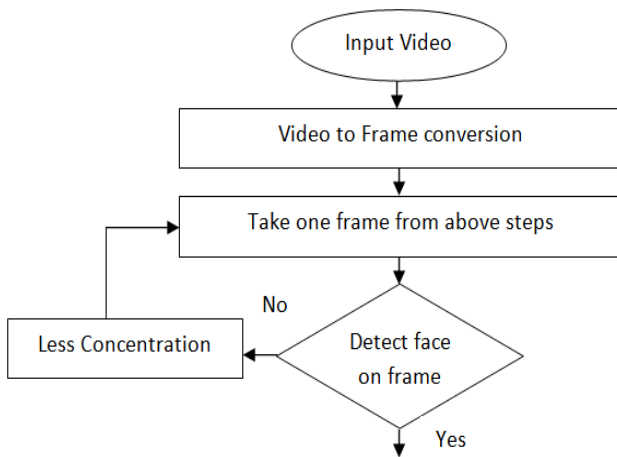 Input Video
Video to Frame conversion
Take one frame from above steps
No
Less Concentration
Detect face
on frame
Yes